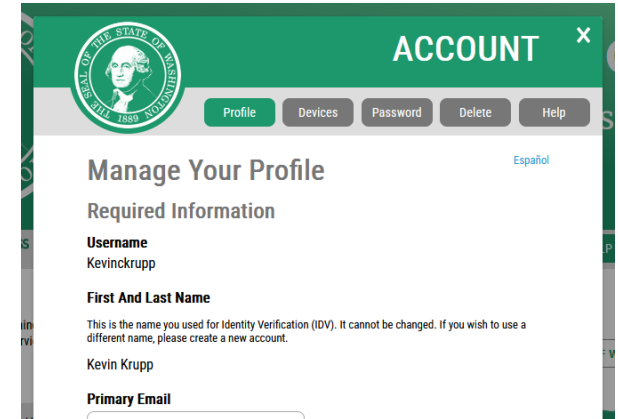 THE SEAL OF THE STATE OF WASHINGTON
1889
ACCOUNT
X
Profile
Devices
Password
Delete
Help
Manage Your Profile
Español
Required Information
Username
Kevinckrupp
First And Last Name
This is the name you used for Identity Verification (IDV). It cannot be changed. If you wish to use a
different name, please create a new account.
Kevin Krupp
Primary Email